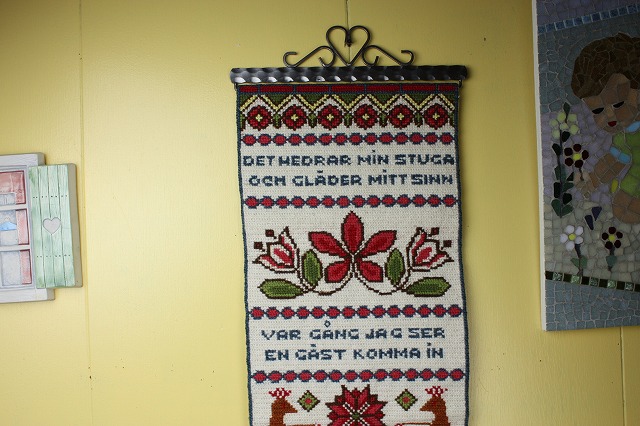 DET HEDRAR MIN STUGA
OCH GLÄDER MITT SINN
VAR GÅNG JAG SER
EN GÄST KOMMA IN